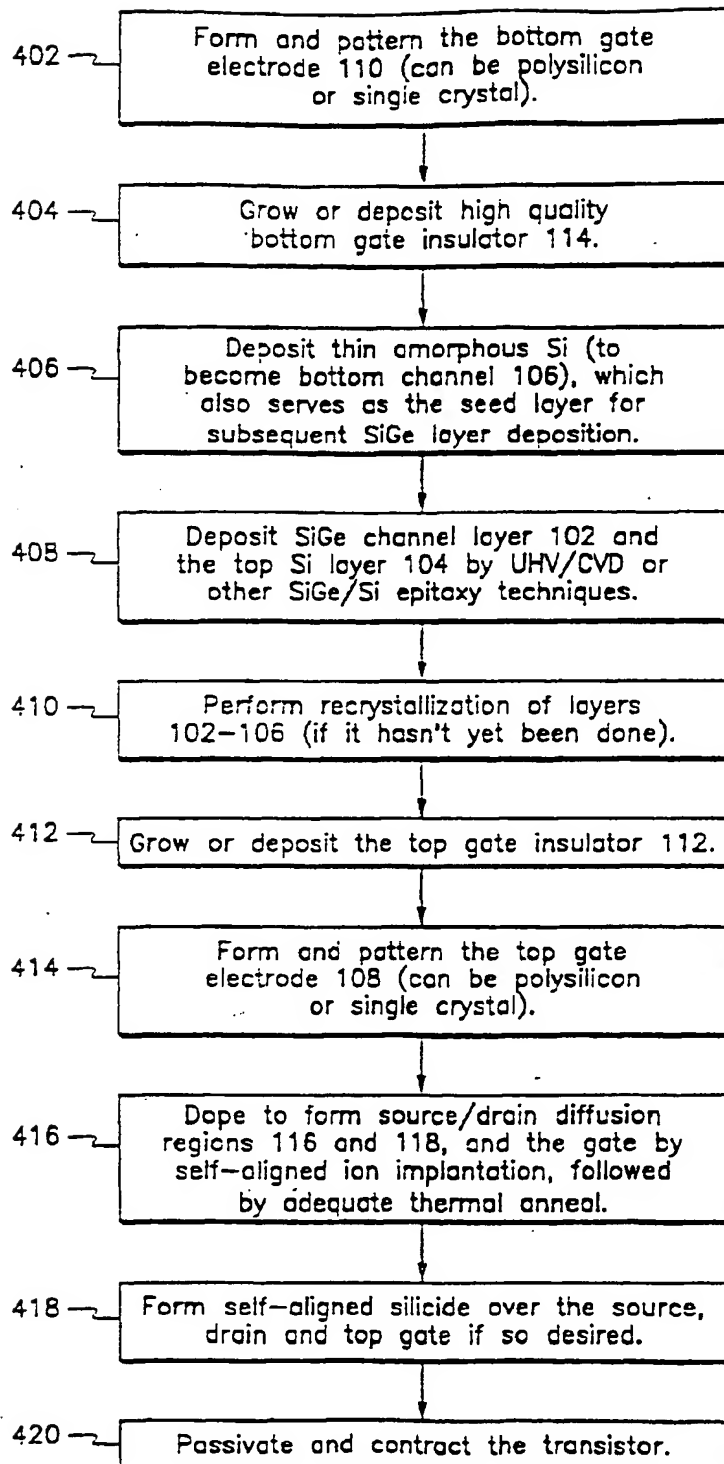 402
Form and pattern the bottom gate
electrode 110 (can be polysilicon
or single crystal).
404
Grow or deposit high quality
bottom gate insulator 114.
406
Deposit thin amorphous Si (to
become bottom channel 106), which
also serves as the seed layer for
subsequent SiGe layer deposition.
408
Deposit SiGe channel layer 102 and
the top Si layer 104 by UHV/CVD or
other SiGe/Si epitaxy techniques.
410
Perform recrystallization of layers
102-106 (if it hasn't yet been done).
412
Grow or deposit the top gate insulator 112.
414
Form and pattern the top gate
electrode 108 (can be polysilicon
or single crystal).
416
Dope to form source/drain diffusion
regions 116 and 118, and the gate by
self-aligned ion implantation, followed
by adequate thermal anneal.
418
Form self-aligned silicide over the source,
drain and top gate if so desired.
420
Passivate and contract the transistor.